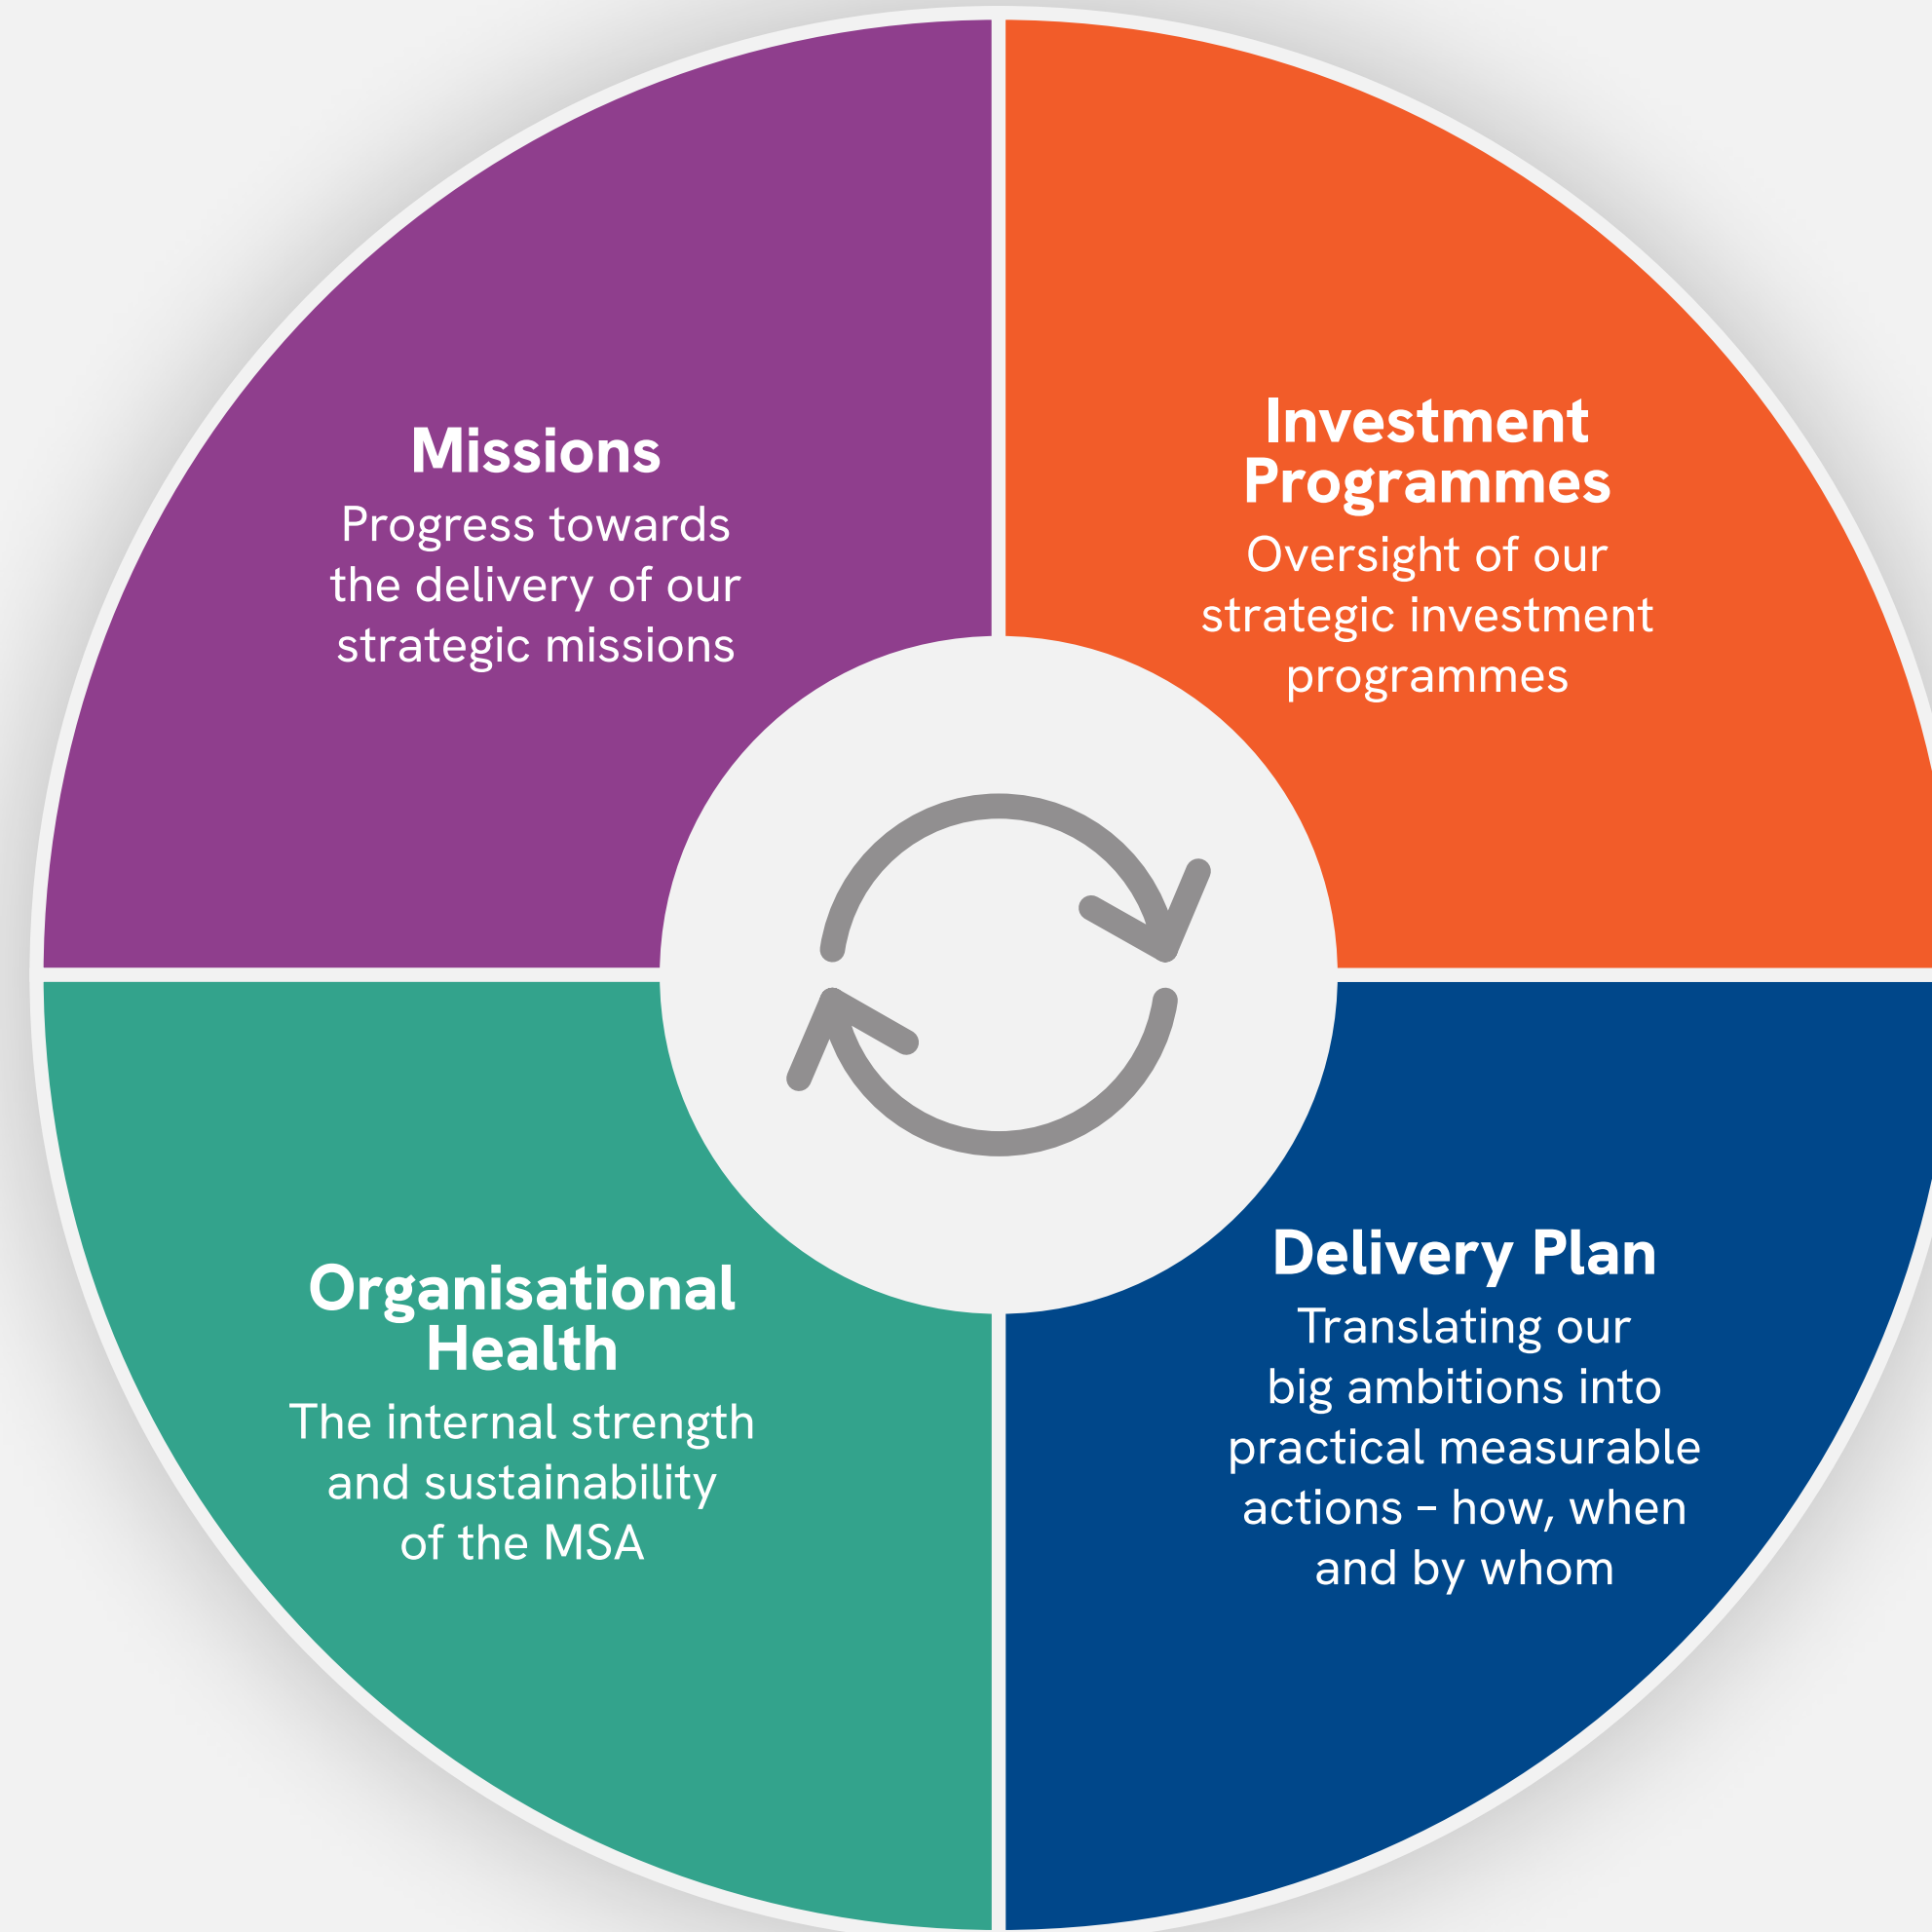 Missions
Progress towards
the delivery of our
strategic missions
Investment
Programmes
Oversight of our
strategic investment
programmes
Organisational
Health
The internal strength
and sustainability
of the MSA
Delivery Plan
Translating our
big ambitions into
practical measurable
actions – how, when
and by whom